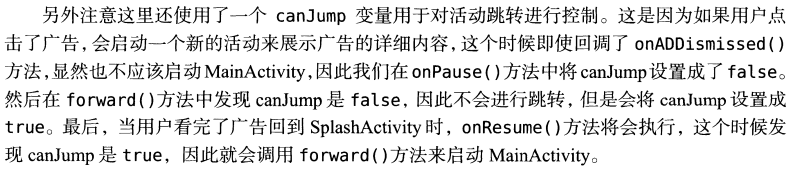 另外注意这里还使用了一个 canJump 变量用于对活动跳转进行控制。这是因为如果用户点
击了广告，会启动一个新的活动来展示广告的详细内容，这个时候即使回调了 onADDismissed()
方法，显然也不应该启动 MainActivity，因此我们在 onPause()方法中将 canJump 设置成了 false。
然后在 forward()方法中发现 canJump 是 false，因此不会进行跳转，但是会将 canJump 设置成
true。最后，当用户看完了广告回到 SplashActivity 时，onResume()方法将会执行，这个时候发
现 canJump 是 true，因此就会调用 forward()方法来启动 MainActivity。